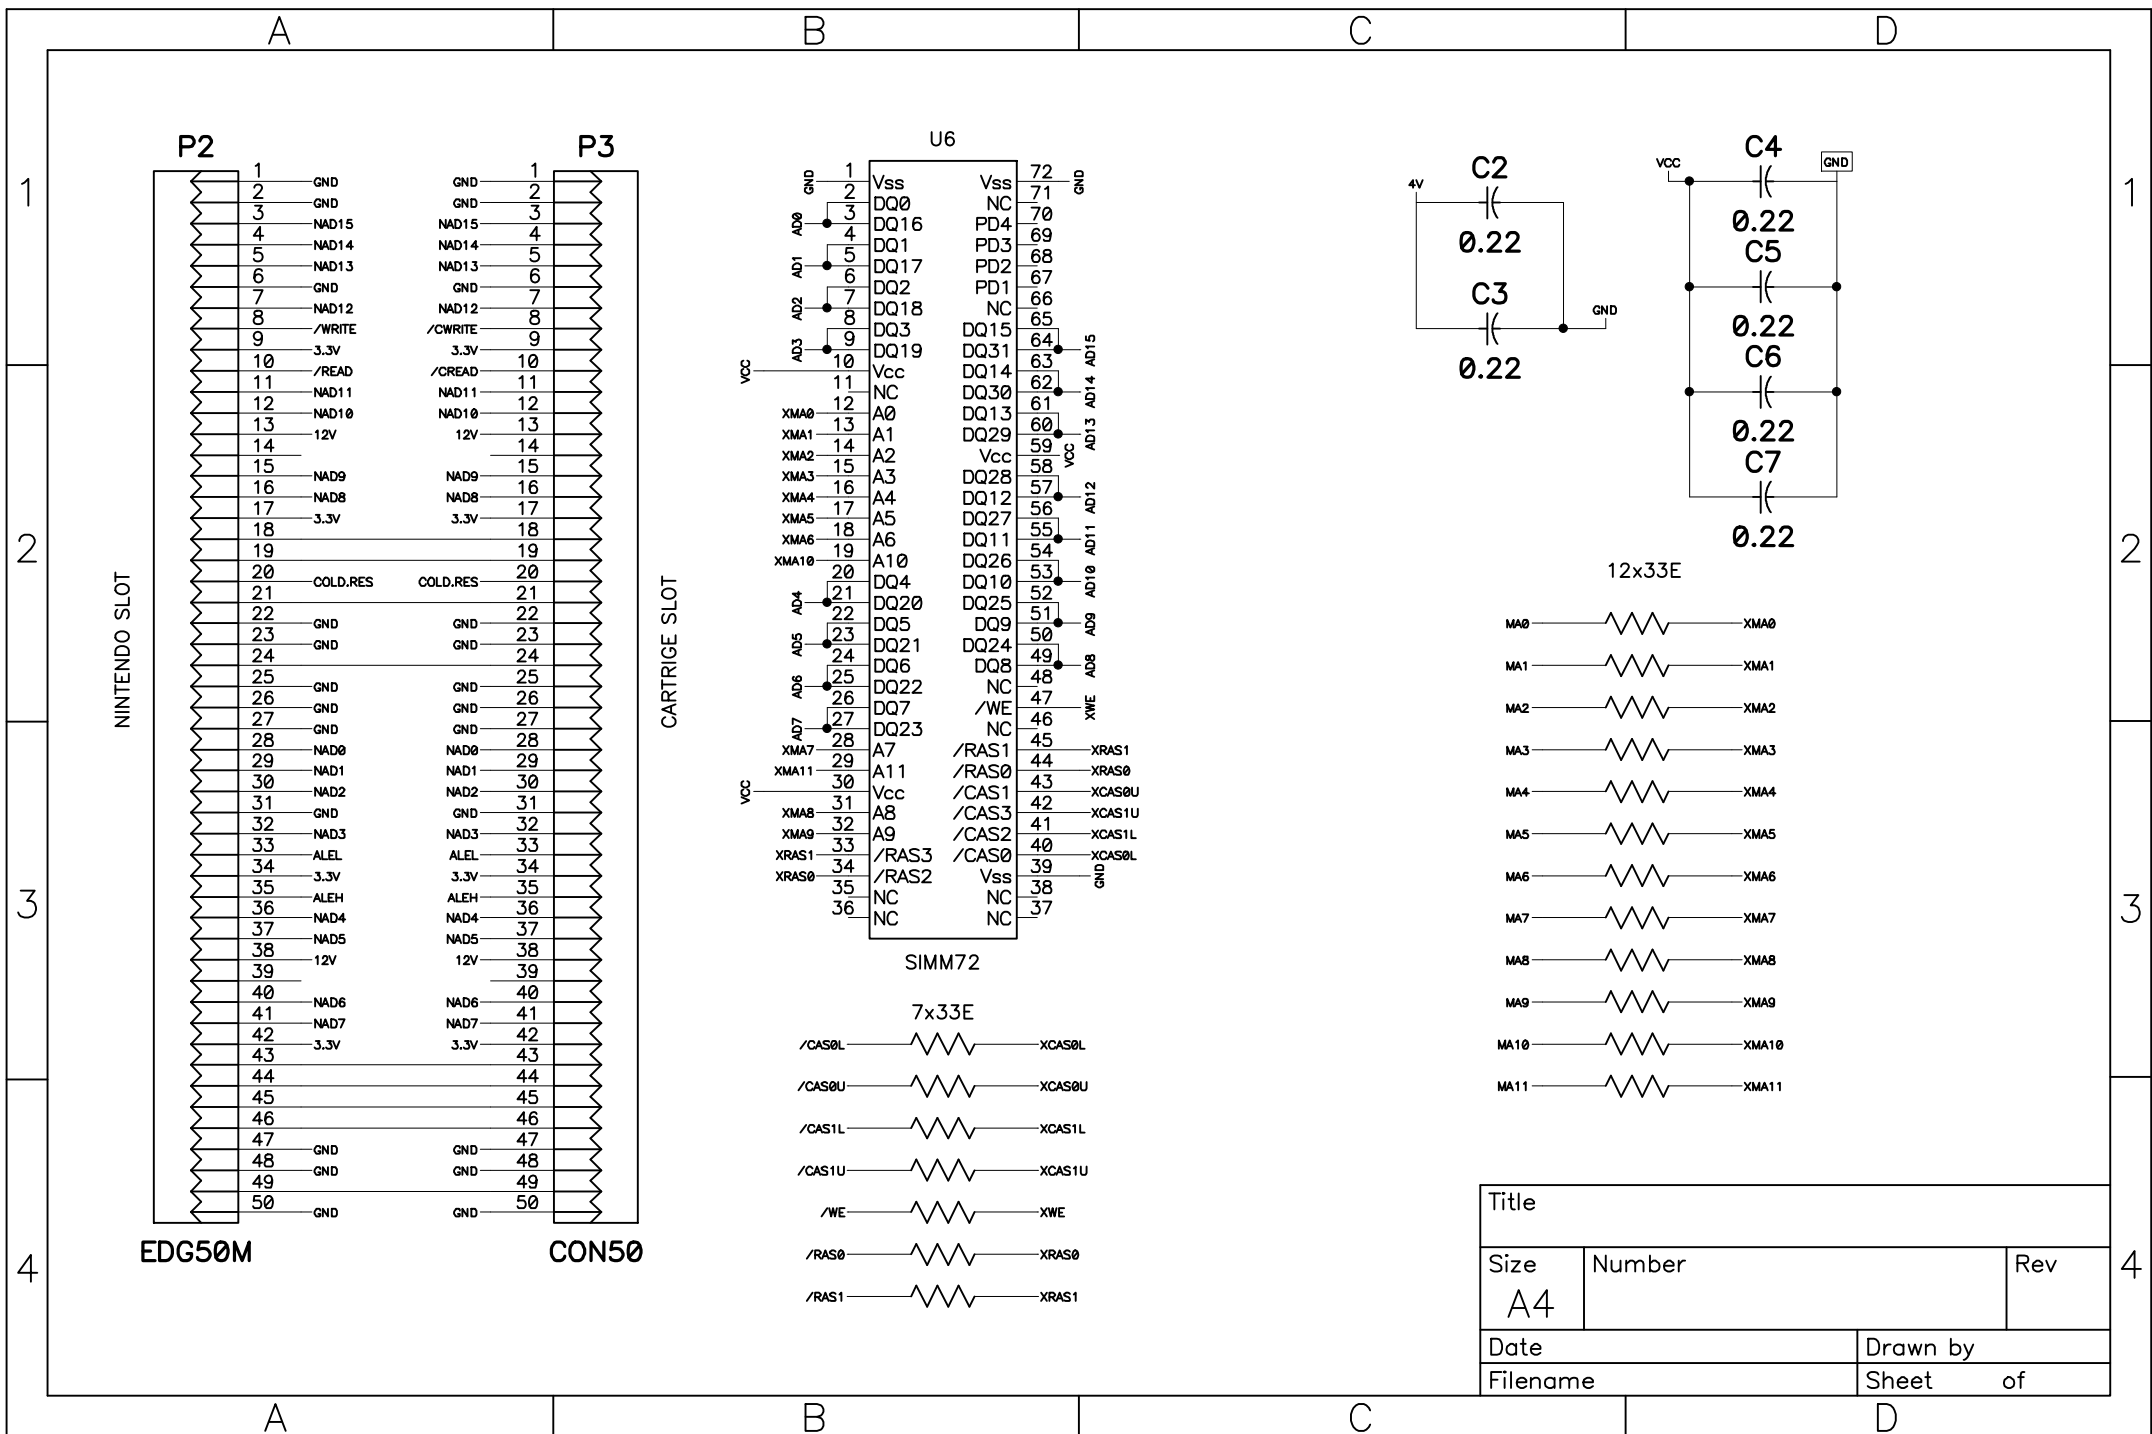 A B C D
1
2
3
4
P2
1 GND
2 GND
3 NAD15
4 NAD14
5 NAD13
6 GND
7 NAD12
8 /WRITE
9 3.3V
10 /READ
11 NAD11
12 NAD10
13 12V
14
15 NAD9
16 NAD8
17 3.3V
18
19
20 COLD.RES
21
22 GND
23 GND
24
25 GND
26 GND
27 GND
28 NAD0
29 NAD1
30 NAD2
31 GND
32 NAD3
33 ALEL
34 3.3V
35 ALEH
36 NAD4
37 NAD5
38 12V
39
40 NAD6
41 NAD7
42 3.3V
43
44
45
46
47 GND
48 GND
49
50 GND
EDG50M
NINTENDO SLOT
P3
GND 1
GND 2
NAD15 3
NAD14 4
NAD13 5
GND 6
NAD12 7
/CWRITE 8
3.3V 9
/CREAD 10
NAD11 11
NAD10 12
12V 13
14
NAD9 15
NAD8 16
3.3V 17
18
19
COLD.RES 20
21
GND 22
GND 23
24
GND 25
GND 26
GND 27
NAD0 28
NAD1 29
NAD2 30
GND 31
NAD3 32
ALEL 33
3.3V 34
ALEH 35
NAD4 36
NAD5 37
12V 38
39
NAD6 40
NAD7 41
3.3V 42
43
44
45
46
GND 47
GND 48
49
GND 50
CON50
CARTRIGE SLOT
U6
GND 1 Vss
2 DQ0
AD0 3 DQ16
4 DQ1
AD1 5 DQ17
6 DQ2
AD2 7 DQ18
8 DQ3
AD3 9 DQ19
VCC 10 Vcc
11 NC
XMA0 12 A0
XMA1 13 A1
XMA2 14 A2
XMA3 15 A3
XMA4 16 A4
XMA5 17 A5
XMA6 18 A6
XMA10 19 A10
20 DQ4
AD4 21 DQ20
22 DQ5
AD5 23 DQ21
24 DQ6
AD6 25 DQ22
26 DQ7
AD7 27 DQ23
XMA7 28 A7
XMA11 29 A11
VCC 30 Vcc
XMA8 31 A8
XMA9 32 A9
XRAS1 33 /RAS3
XRAS0 34 /RAS2
35 NC
36 NC
Vss 72 GND
NC 71
PD4 70
PD3 69
PD2 68
PD1 67
NC 66
DQ15 65
DQ31 64 AD15
DQ14 63
DQ30 62 AD14
DQ13 61
DQ29 60 AD13
Vcc 59 VCC
DQ28 58
DQ12 57 AD12
DQ27 56
DQ11 55 AD11
DQ26 54
DQ10 53 AD10
DQ25 52
DQ9 51 AD9
DQ24 50
DQ8 49 AD8
NC 48
/WE 47 XWE
NC 46
/RAS1 45 XRAS1
/RAS0 44 XRAS0
/CAS1 43 XCAS0U
/CAS3 42 XCAS1U
/CAS2 41 XCAS1L
/CAS0 40 XCAS0L
Vss 39 GND
NC 38
NC 37
SIMM72
7x33E
/CAS0L XCAS0L
/CAS0U XCAS0U
/CAS1L XCAS1L
/CAS1U XCAS1U
/WE XWE
/RAS0 XRAS0
/RAS1 XRAS1
4V
C2
0.22
C3
0.22
GND
VCC
C4
GND
0.22
C5
0.22
C6
0.22
C7
0.22
12x33E
MA0 XMA0
MA1 XMA1
MA2 XMA2
MA3 XMA3
MA4 XMA4
MA5 XMA5
MA6 XMA6
MA7 XMA7
MA8 XMA8
MA9 XMA9
MA10 XMA10
MA11 XMA11
Title
Size Number Rev
A4
Date Drawn by
Filename Sheet of
1
2
3
4
A B C D